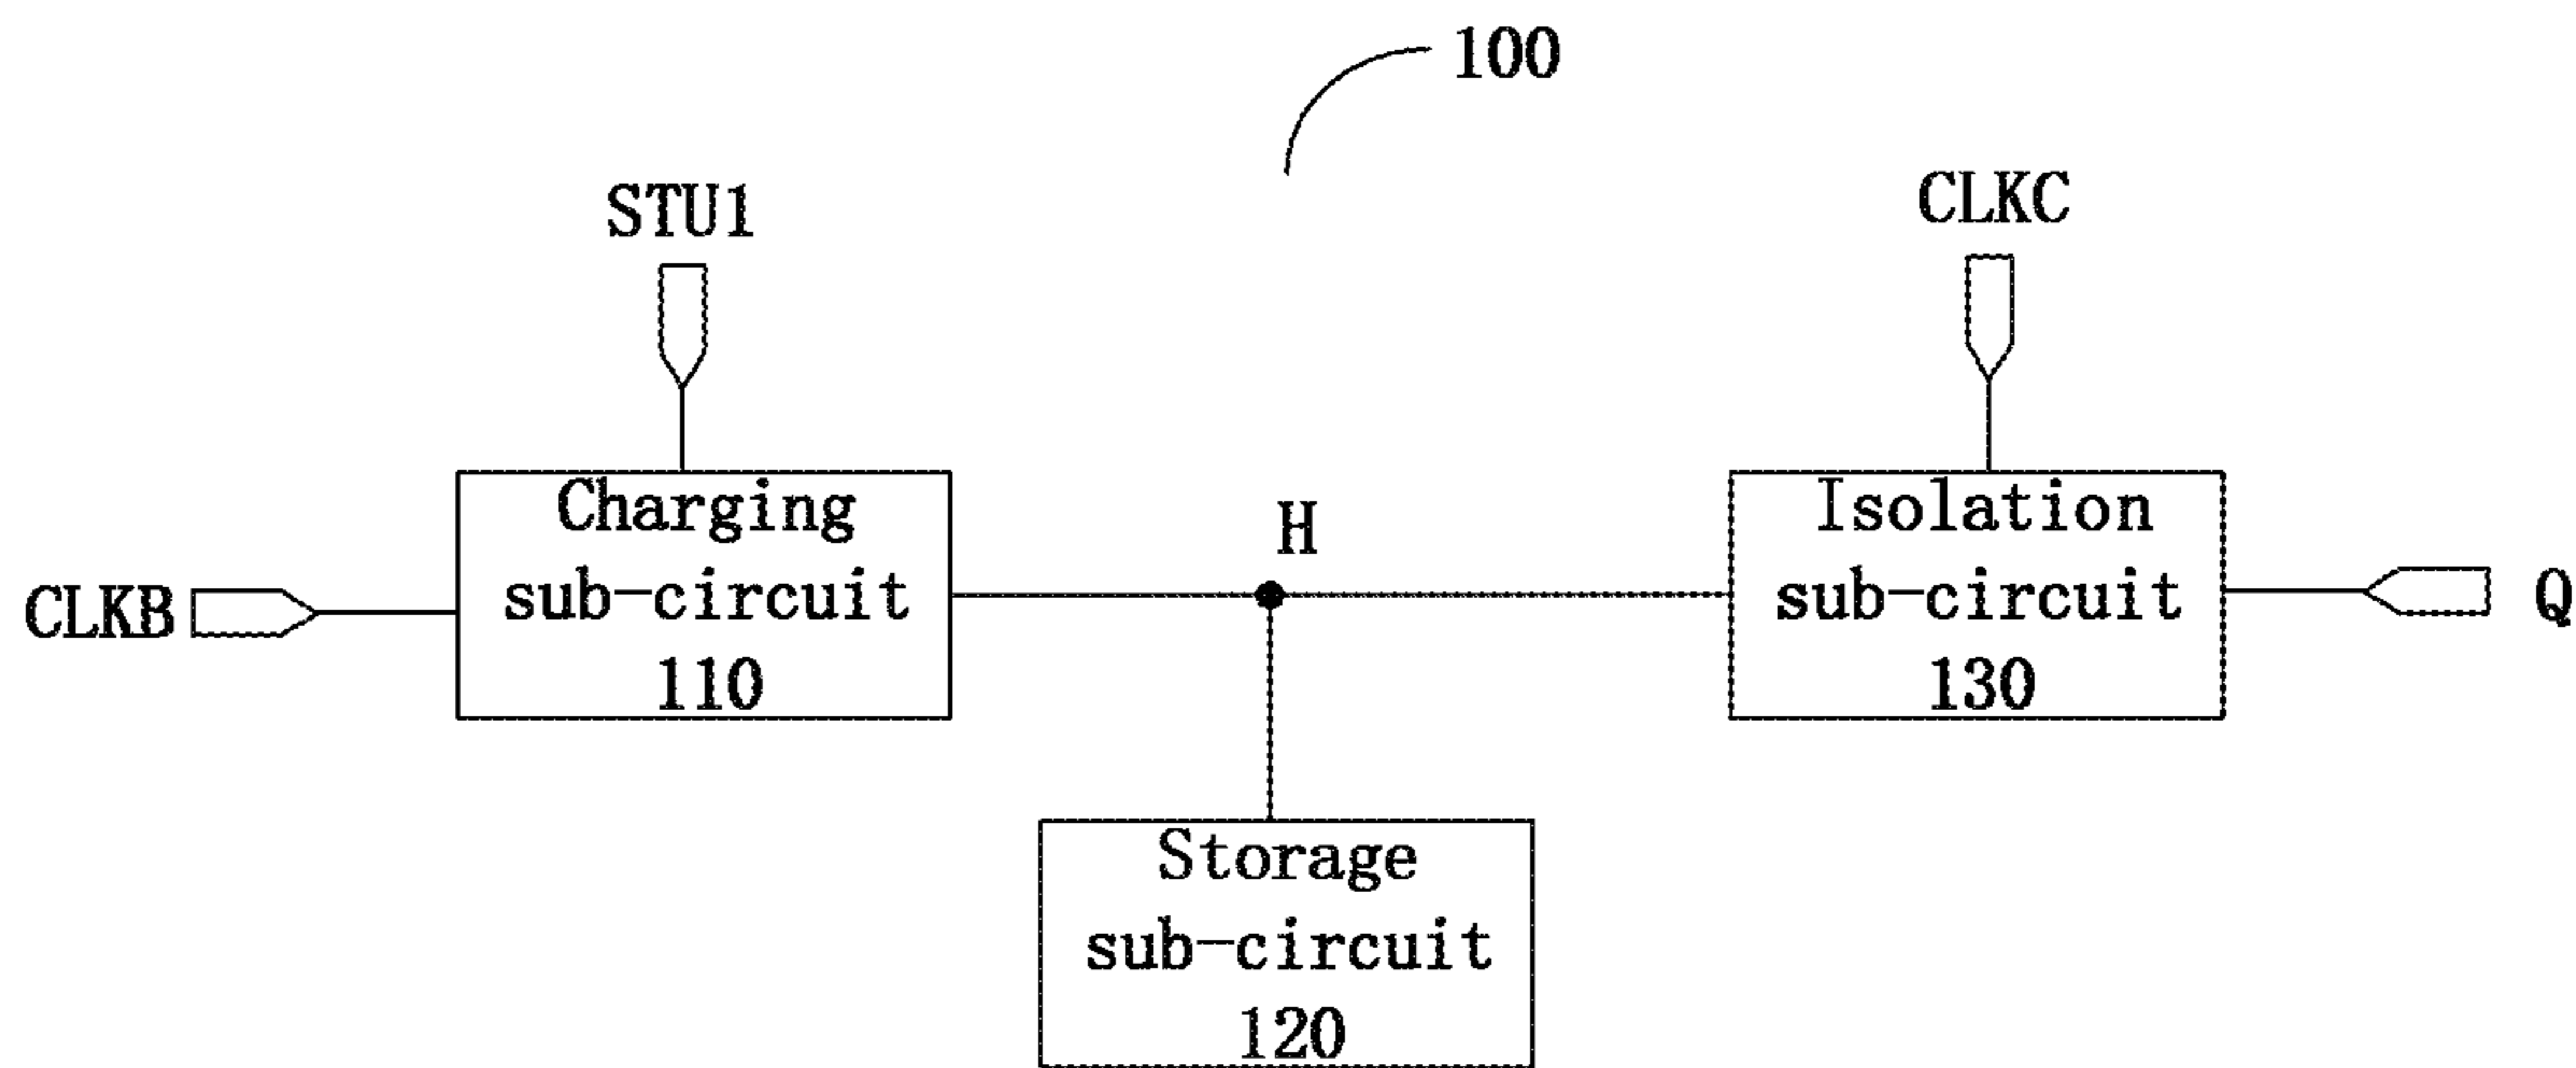 100
STU1
CLKC
Charging
sub-circuit
110
CLKB
H
Isolation
sub-circuit
130
Q
Storage
sub-circuit
120